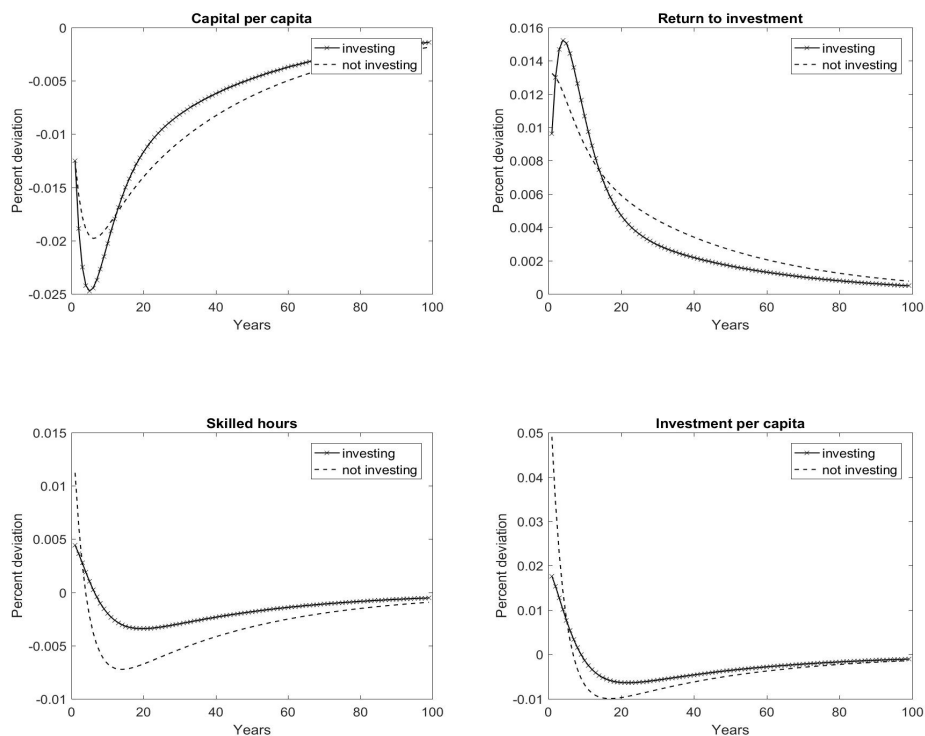 Capital per capita
0
-0.005
-0.01
-0.015
-0.02
-0.025
Percent deviation
investing
not investing
0 20 40 60 80 100
Years
Return to investment
0.016
0.014
0.012
0.01
0.008
0.006
0.004
0.002
0
Percent deviation
investing
not investing
0 20 40 60 80 100
Years
Skilled hours
0.015
0.01
0.005
0
-0.005
-0.01
Percent deviation
investing
not investing
0 20 40 60 80 100
Years
Investment per capita
0.05
0.04
0.03
0.02
0.01
0
-0.01
Percent deviation
investing
not investing
0 20 40 60 80 100
Years